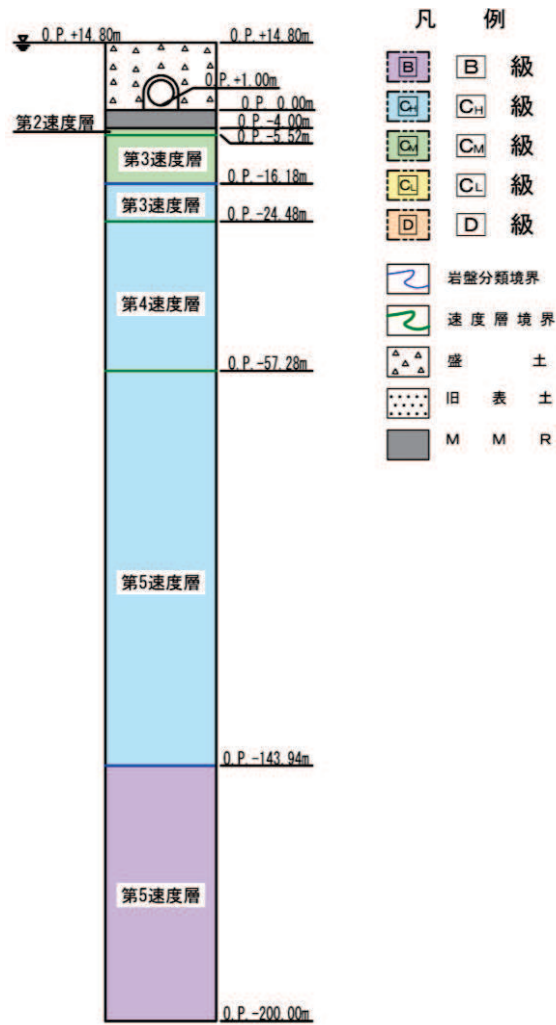 O.P.+14.80m
O.P.+14.80m
O.P.+1.00m
O.P. 0.00m
O.P.-4.00m
第2速度層
O.P.-5.52m
第3速度層
O.P.-16.18m
第3速度層
O.P.-24.48m
第4速度層
O.P.-57.28m
第5速度層
O.P.-143.94m
第5速度層
O.P.-200.00m
凡 例
B B 級
CH CH 級
CM CM 級
CL CL 級
D D 級
岩盤分類境界
速度層境界
盛 土
旧 表 土
M M R